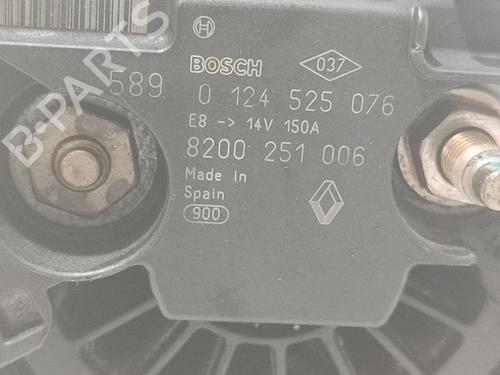 BOSCH
037
589 0 124 525 076
E8 -> 14V 150A
8200 251 006
Made in
Spain
900
B-PARTS